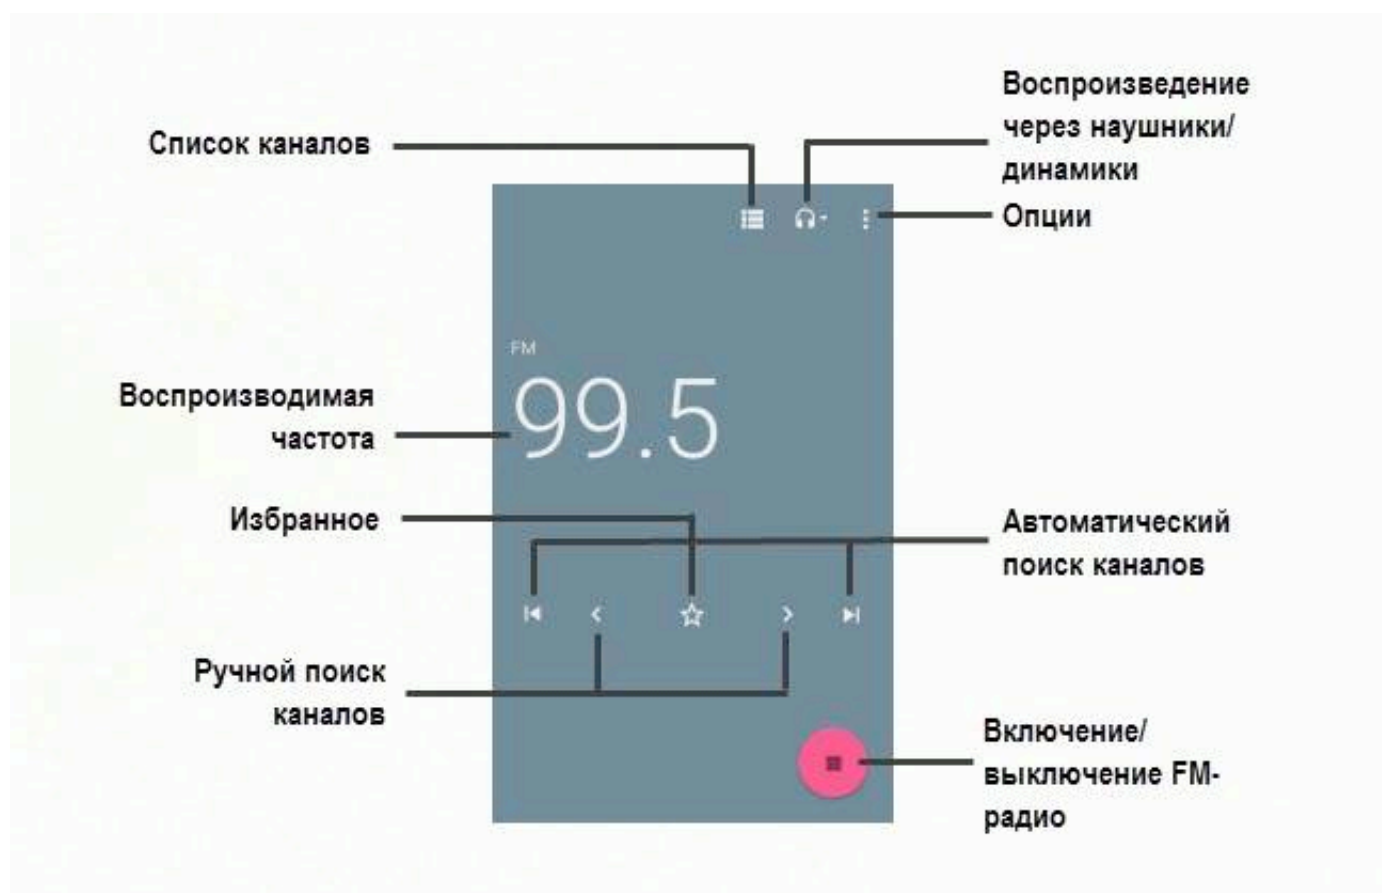 Воспроизведение
через наушники/
динамики
Список каналов
Опции
FM
99.5
Воспроизводимая
частота
Избранное
Автоматический
поиск каналов
Ручной поиск
каналов
Включение/
выключение FM-
радио